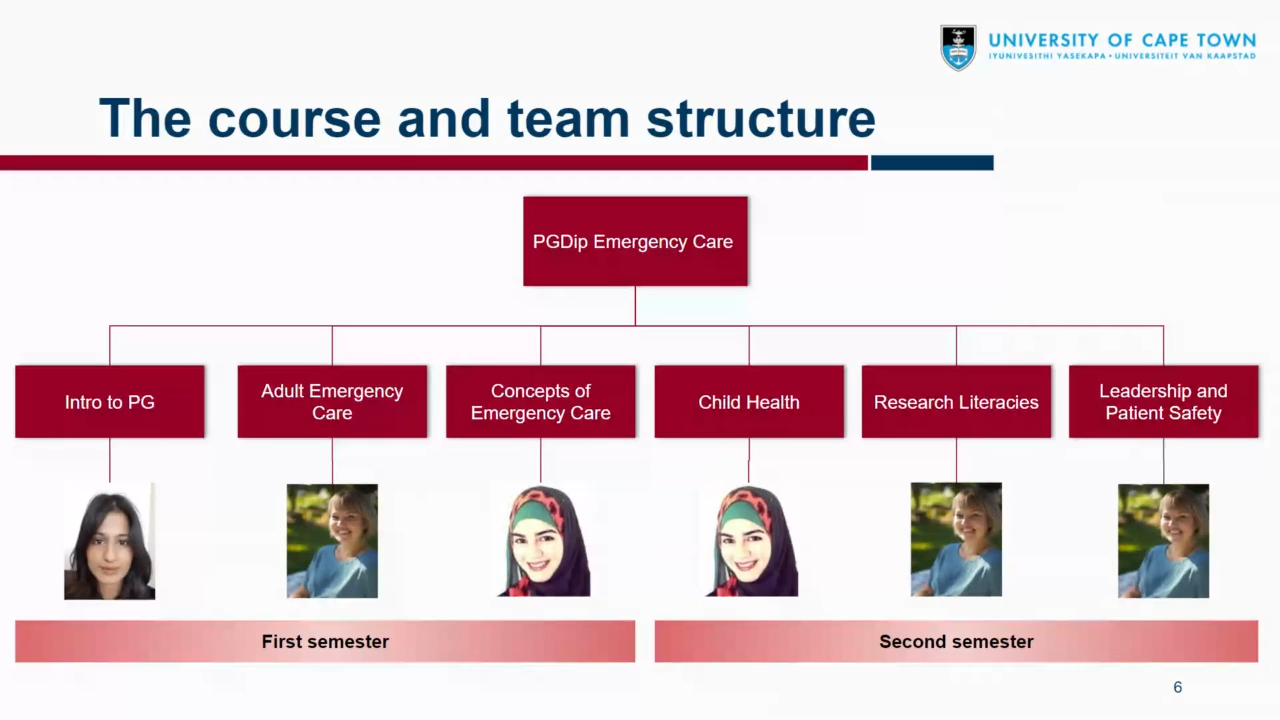 UNIVERSITY OF CAPE TOWN
IYUNIVESITHI YASEKAPA • UNIVERSITEIT VAN KAAPSTAD
The course and team structure
PGDip Emergency Care
Intro to PG
Adult Emergency
Care
Concepts of
Emergency Care
Child Health
Research Literacies
Leadership and
Patient Safety
First semester
Second semester
6